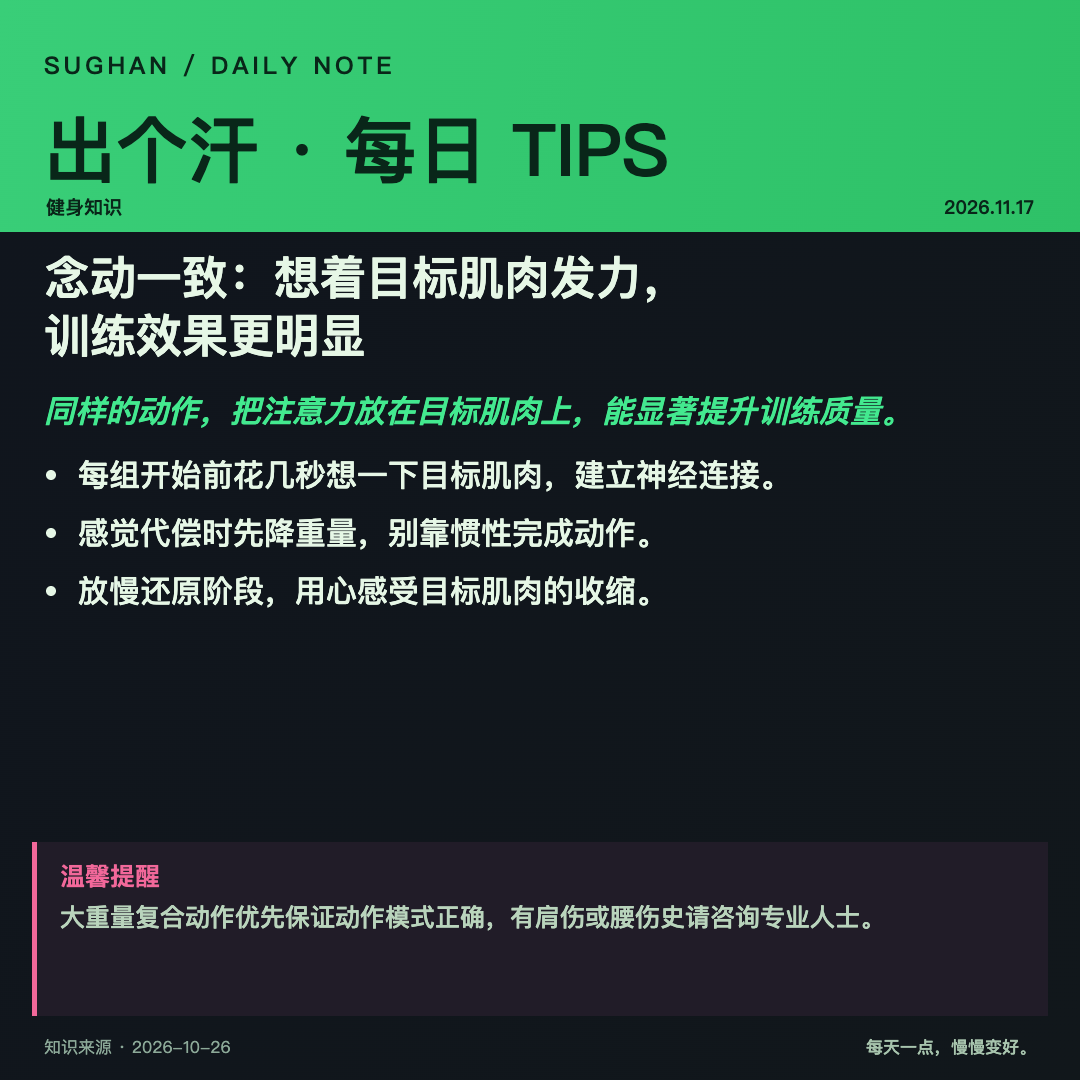 SUGHAN / DAILY NOTE
出个汗 · 每日 TIPS
健身知识
2026.11.17
念动一致：想着目标肌肉发力，
训练效果更明显
同样的动作，把注意力放在目标肌肉上，能显著提升训练质量。
• 每组开始前花几秒想一下目标肌肉，建立神经连接。
• 感觉代偿时先降重量，别靠惯性完成动作。
• 放慢还原阶段，用心感受目标肌肉的收缩。
温馨提醒
大重量复合动作优先保证动作模式正确，有肩伤或腰伤史请咨询专业人士。
知识来源 · 2026–10–26
每天一点，慢慢变好。